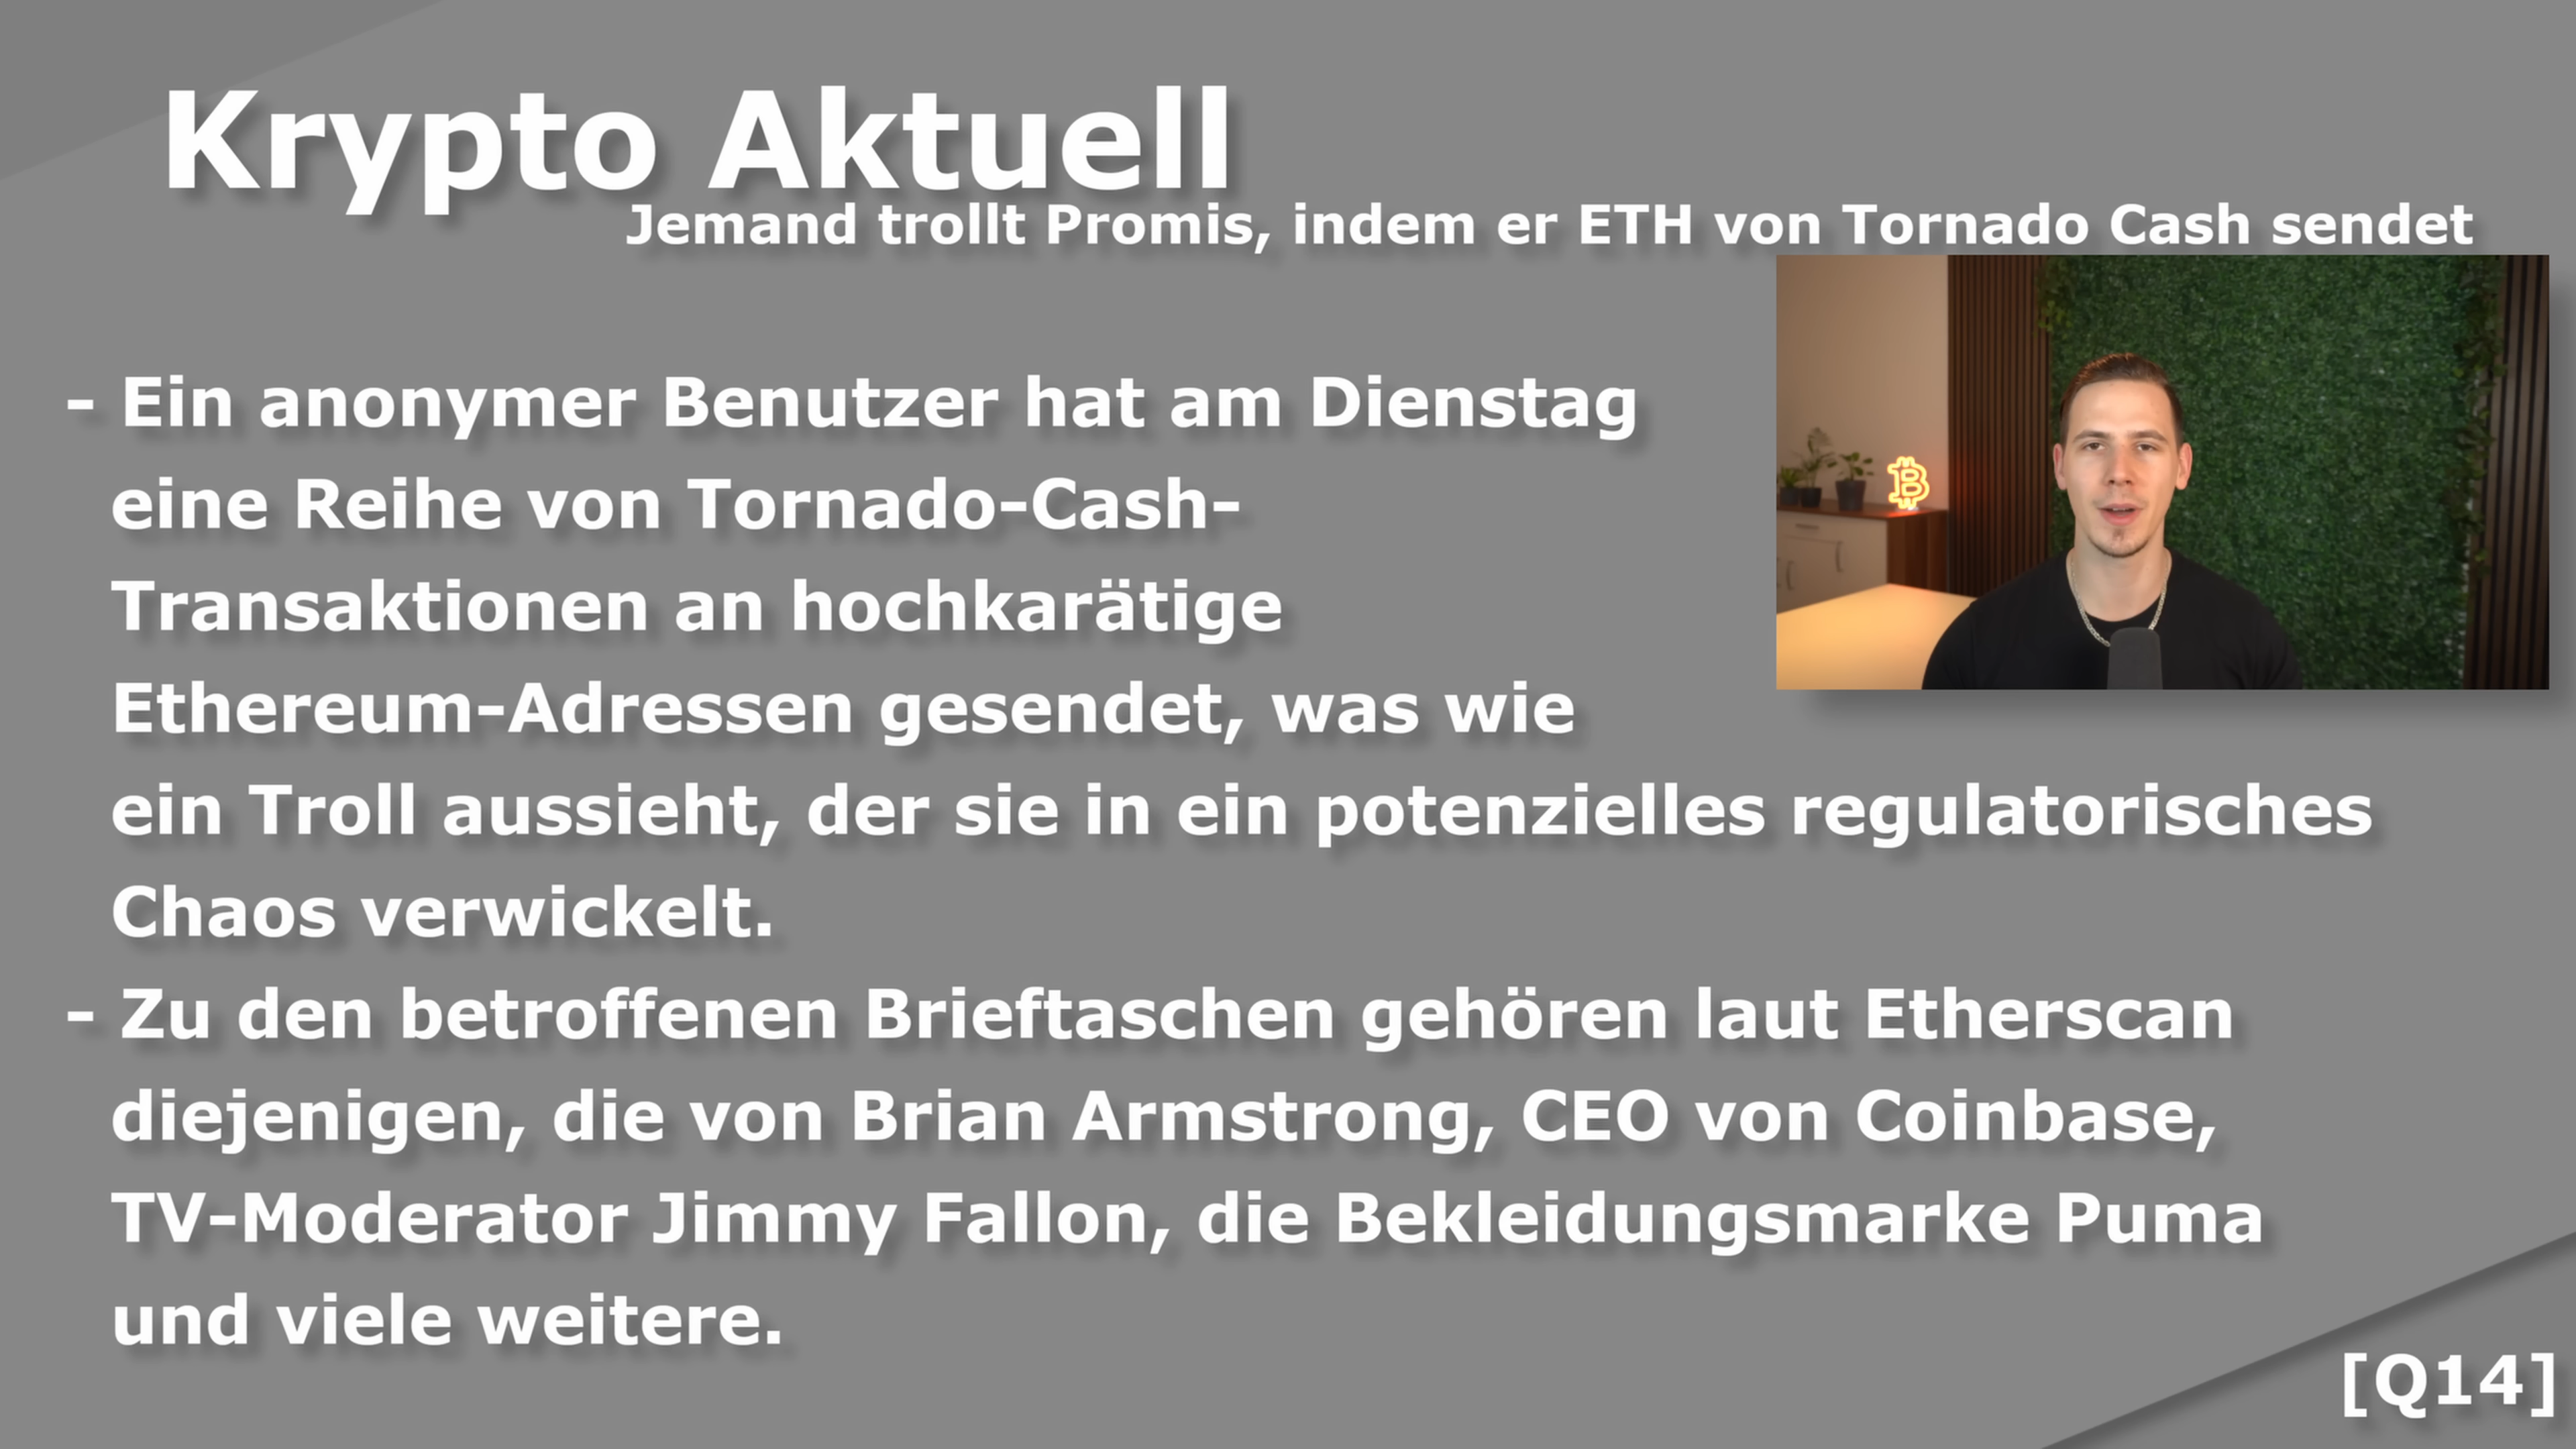 Krypto Aktuell
Jemand trollt Promis, indem er ETH von Tornado Cash sendet
- Ein anonymer Benutzer hat am Dienstag
eine Reihe von Tornado-Cash-
Transaktionen an hochkarätige
Ethereum-Adressen gesendet, was wie
ein Troll aussieht, der sie in ein potenzielles regulatorisches
Chaos verwickelt.
- Zu den betroffenen Brieftaschen gehören laut Etherscan
diejenigen, die von Brian Armstrong, CEO von Coinbase,
TV-Moderator Jimmy Fallon, die Bekleidungsmarke Puma
und viele weitere.
[Q14]